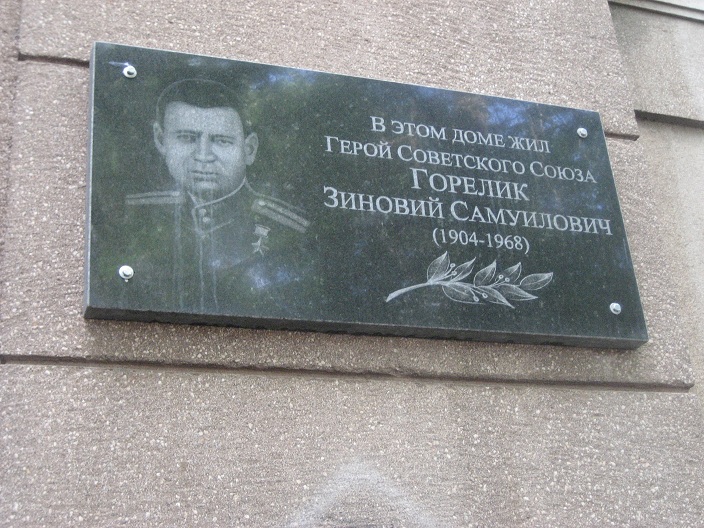 В ЭТОМ ДОМЕ ЖИЛ
ГЕРОЙ СОВЕТСКОГО СОЮЗА
ГОРЕЛИК
ЗИНОВИЙ САМУИЛОВИЧ
(1904-1968)